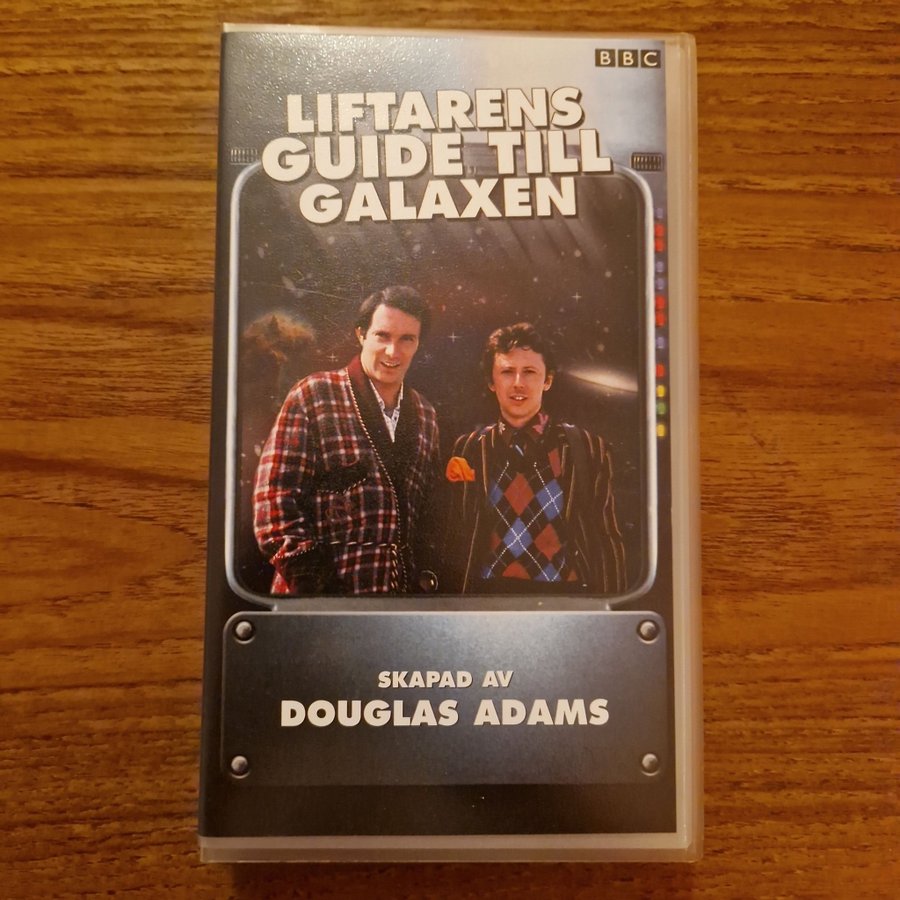 BBC
LIFTARENS
GUIDE TILL
GALAXEN
SKAPAD AV
DOUGLAS ADAMS